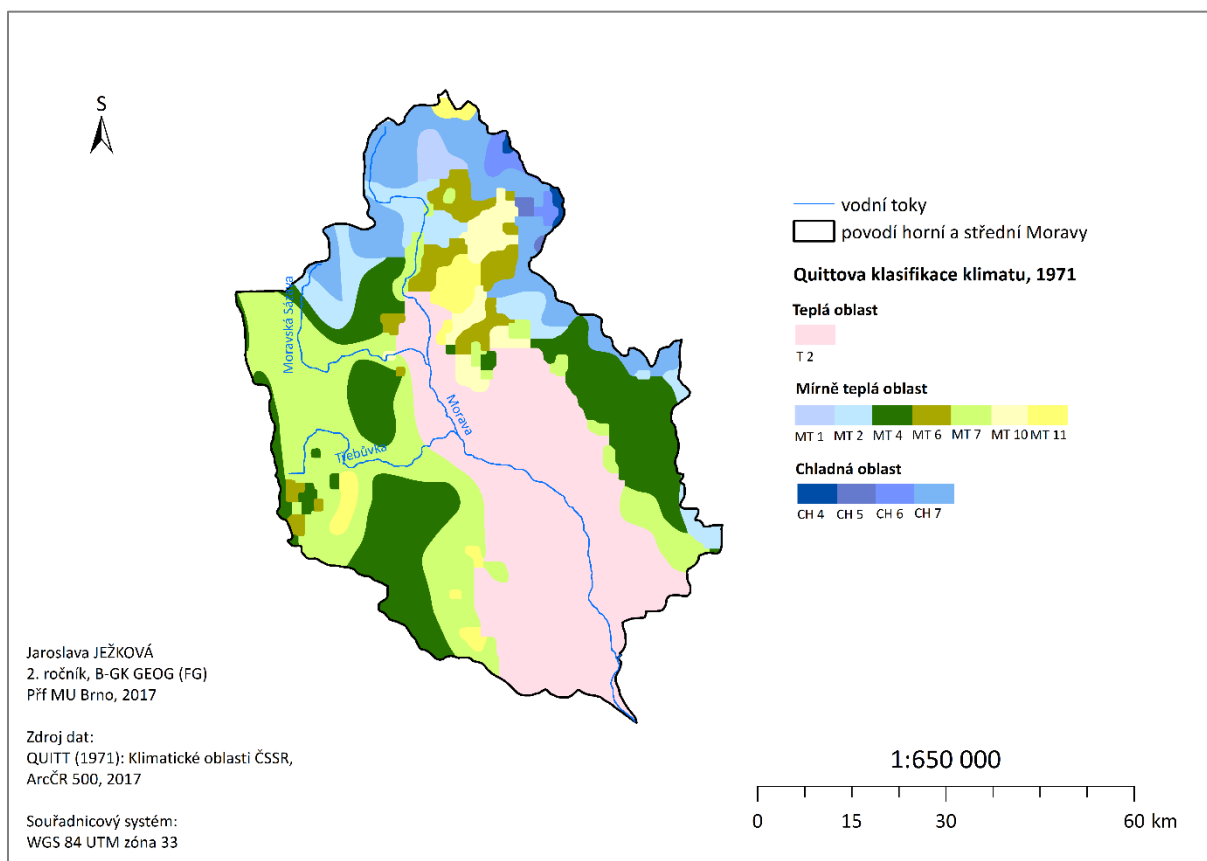 S
Moravská Sázava
Morava
Třebůvka
vodní toky
povodí horní a střední Moravy
Quittova klasifikace klimatu, 1971
Teplá oblast
T 2
Mírně teplá oblast
MT 1 MT 2 MT 4 MT 6 MT 7 MT 10 MT 11
Chladná oblast
CH 4 CH 5 CH 6 CH 7
Jaroslava JEŽKOVÁ
2. ročník, B-GK GEOG (FG)
Přf MU Brno, 2017
Zdroj dat:
QUITT (1971): Klimatické oblasti ČSSR,
ArcČR 500, 2017
Souřadnicový systém:
WGS 84 UTM zóna 33
1:650 000
0 15 30 60 km